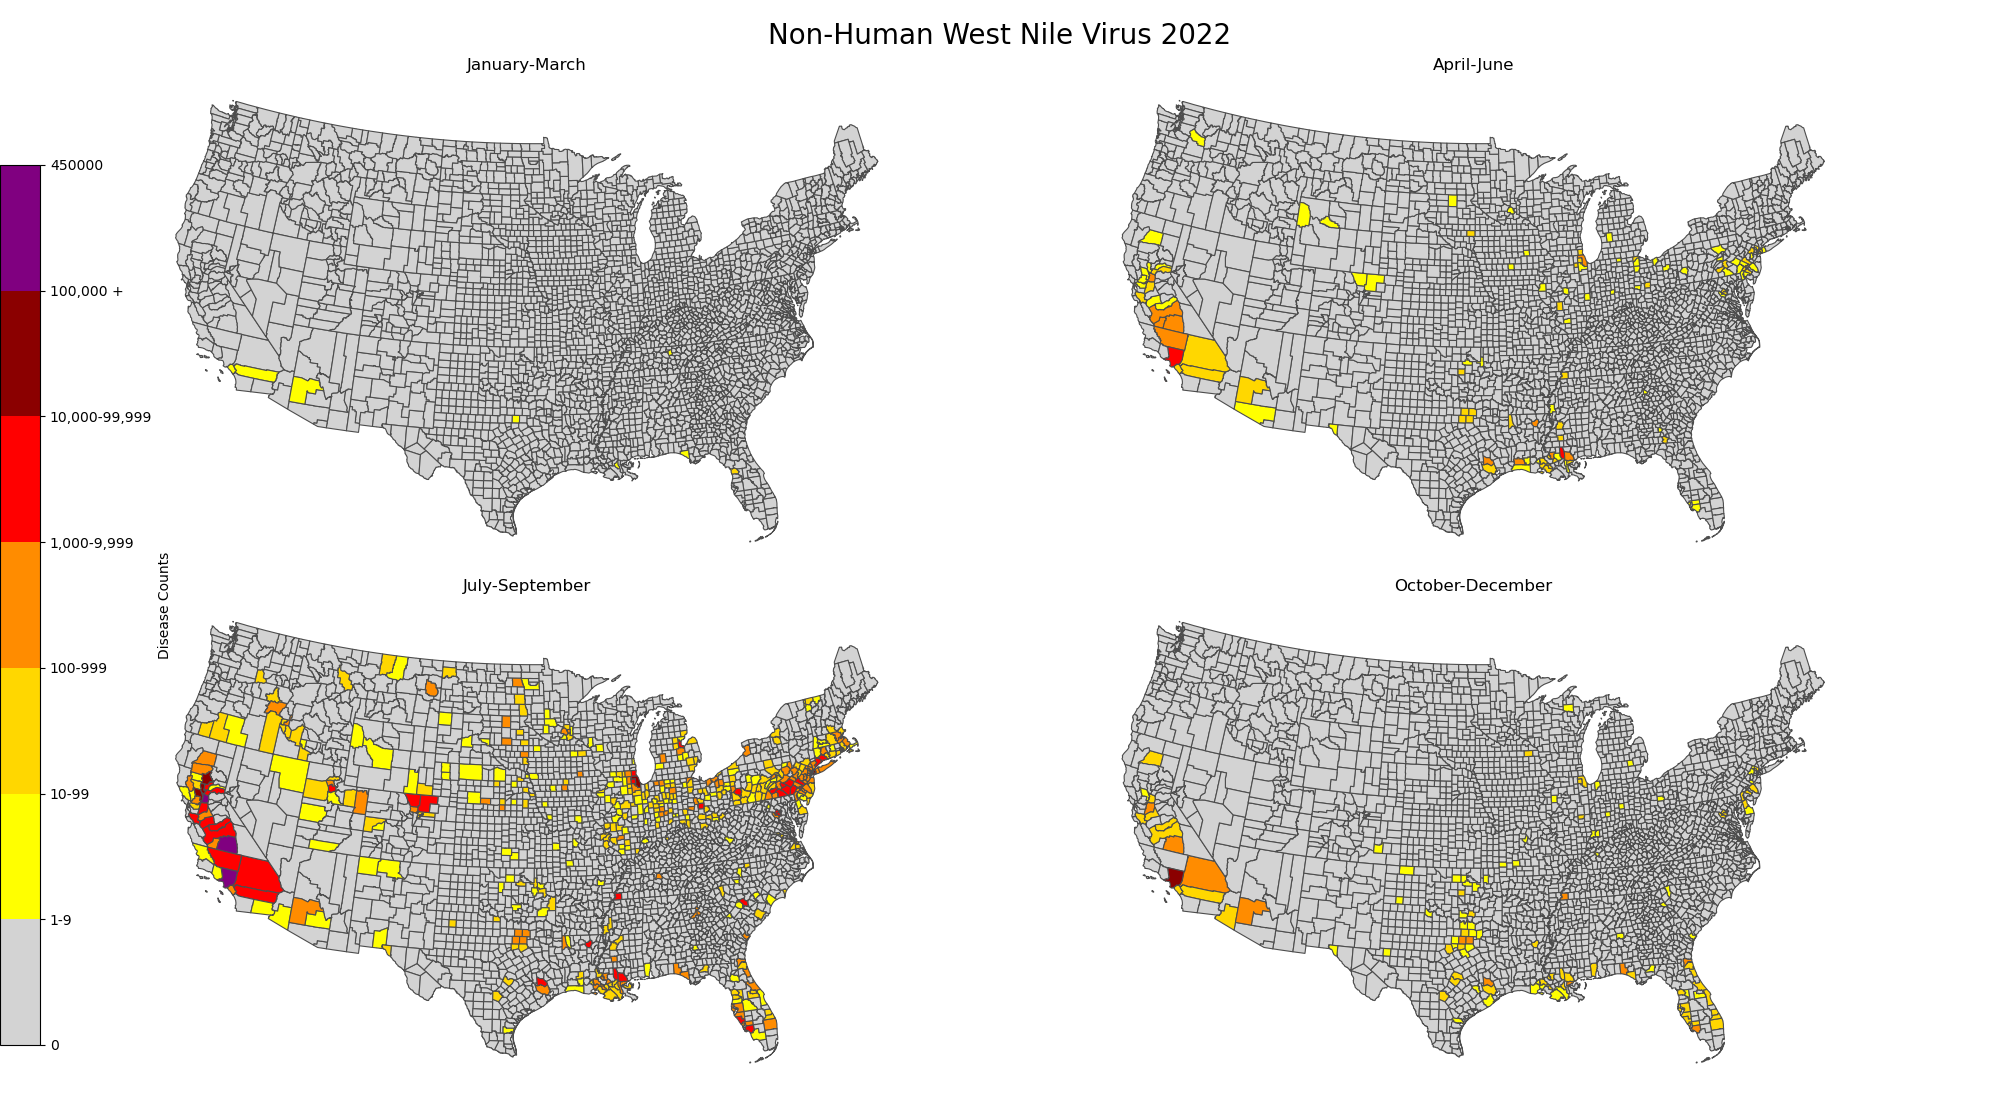 Non-Human West Nile Virus 2022
January-March
April-June
450000
100,000 +
10,000-99,999
1,000-9,999
100-999
10-99
1-9
0
Disease Counts
July-September
October-December